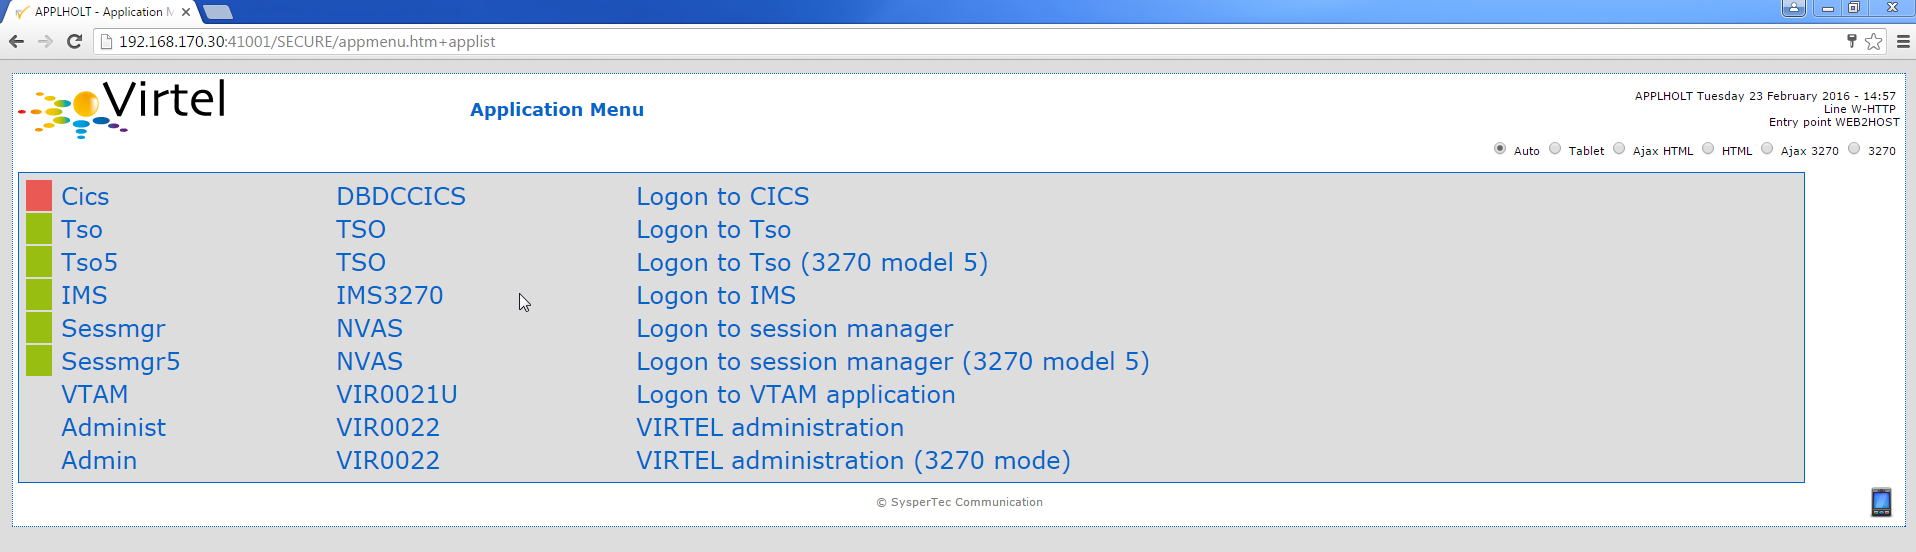 APPLHOLT - Application M
192.168.170.30:41001/SECURE/appmenu.htm+applist
Virtel
Application Menu
APPLHOLT Tuesday 23 February 2016 - 14:57
Line W-HTTP
Entry point WEB2HOST
Auto Tablet Ajax HTML HTML Ajax 3270 3270
Cics DBDCCICS Logon to CICS
Tso TSO Logon to Tso
Tso5 TSO Logon to Tso (3270 model 5)
IMS IMS3270 Logon to IMS
Sessmgr NVAS Logon to session manager
Sessmgr5 NVAS Logon to session manager (3270 model 5)
VTAM VIR0021U Logon to VTAM application
Administ VIR0022 VIRTEL administration
Admin VIR0022 VIRTEL administration (3270 mode)
© SysperTec Communication